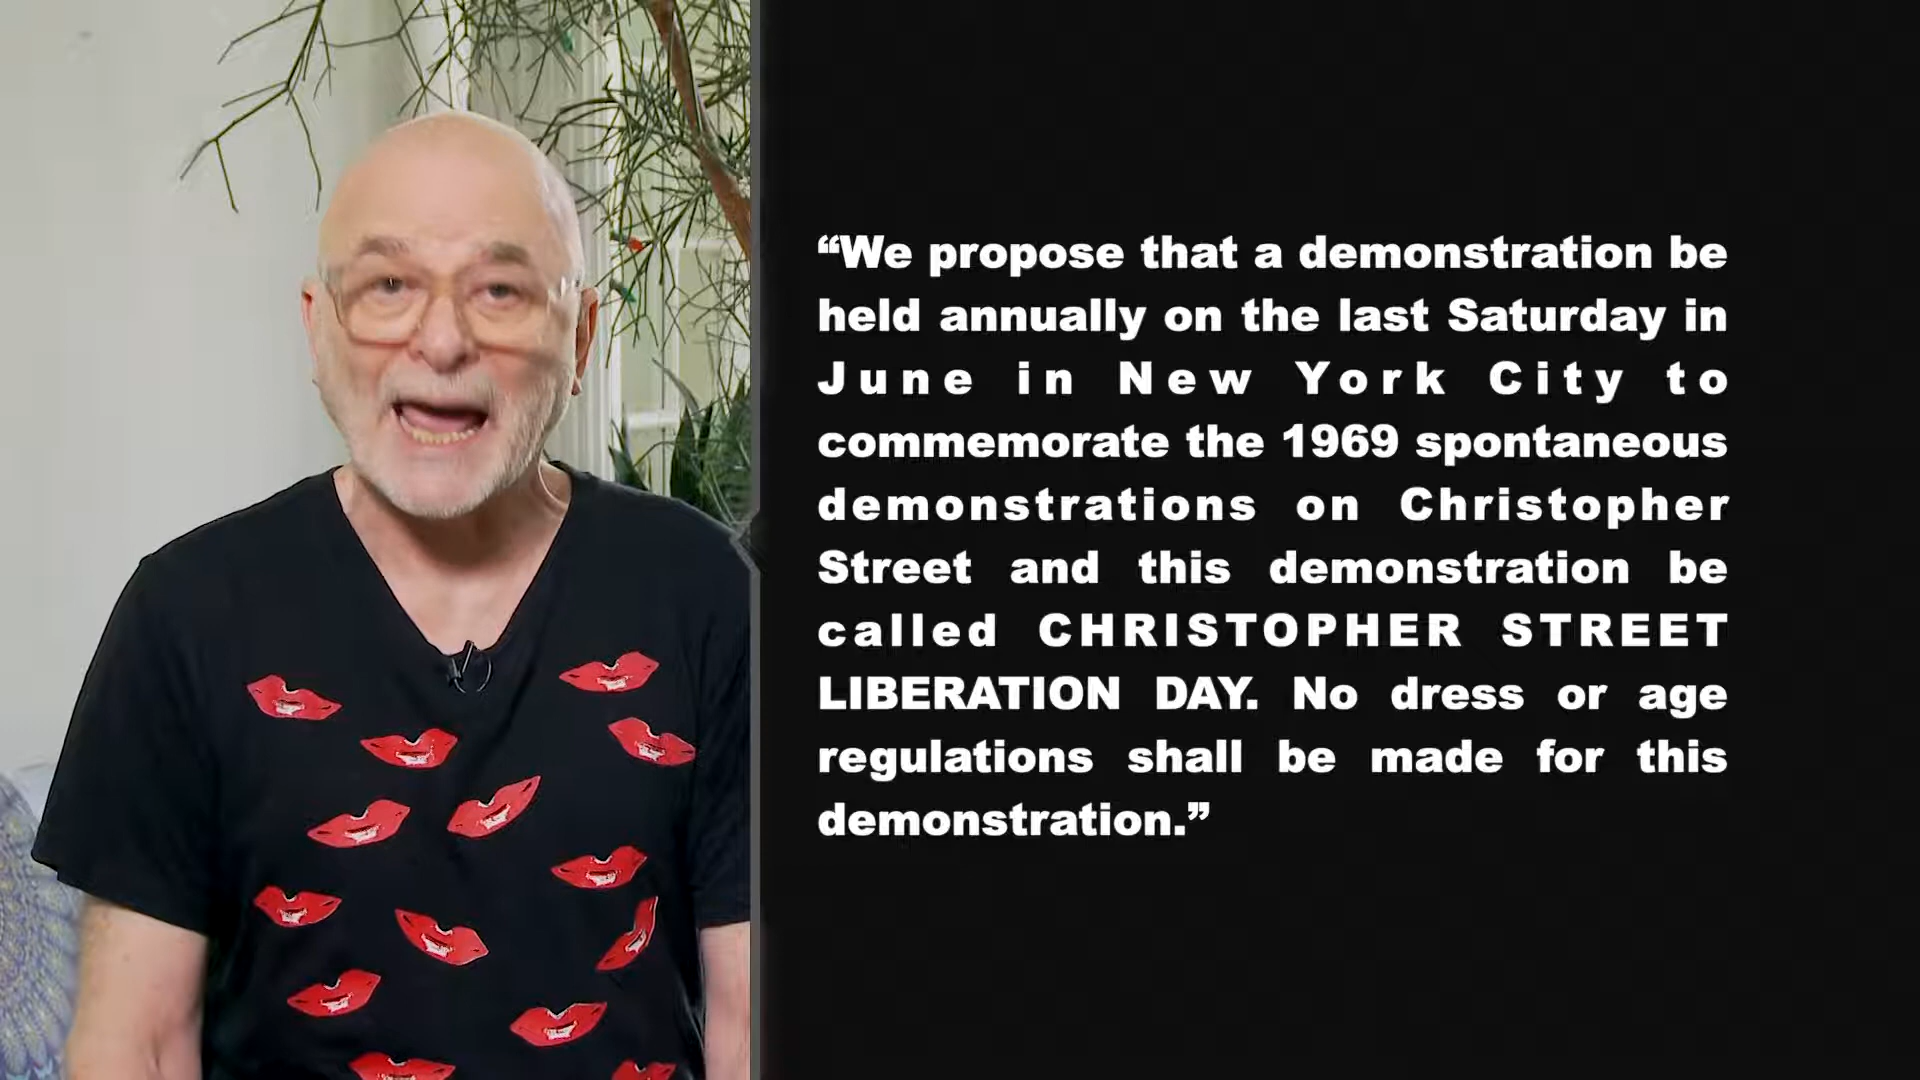 “We propose that a demonstration be
held annually on the last Saturday in
June in New York City to
commemorate the 1969 spontaneous
demonstrations on Christopher
Street and this demonstration be
called CHRISTOPHER STREET
LIBERATION DAY. No dress or age
regulations shall be made for this
demonstration.”